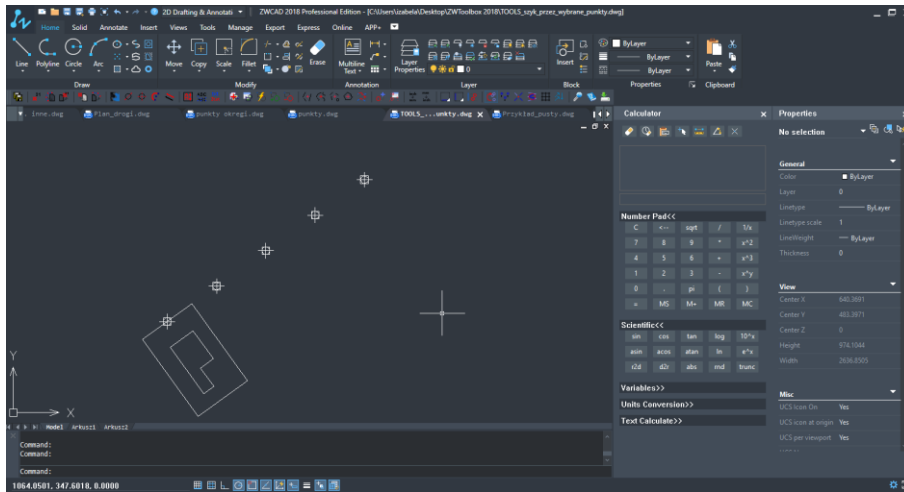 2D Drafting & Annotati
ZWCAD 2018 Professional Edition - [C:\Users\izabela\Desktop\ZWToolbox 2018\TOOLS_szyk_przez_wybrane_punkty.dwg]
Home Solid Annotate Insert Views Tools Manage Export Express Online APP+
Line Polyline Circle Arc Move Copy Scale Fillet Erase Multiline Text Layer Properties 0 Insert ByLayer ByLayer ByLayer Paste
Draw Modify Annotation Layer Block Properties Clipboard
inne.dwg Plan_drogi.dwg punkty okregi.dwg punkty.dwg TOOLS_...unkty.dwg Przyklad_pusty.dwg
Calculator
Number Pad<<
C <-- sqrt / 1/x
7 8 9 * x^2
4 5 6 + x^3
1 2 3 - x^y
0 . pi ( )
= MS M+ MR MC
Scientific<<
sin cos tan log 10^x
asin acos atan ln e^x
r2d d2r abs rnd trunc
Variables>>
Units Conversion>>
Text Calculate>>
Properties
No selection
General
Color ByLayer
Layer 0
Linetype ByLayer
Linetype scale 1
LineWeight ByLayer
Thickness 0
View
Center X 640.3691
Center Y 483.3971
Center Z 0
Height 974.1044
Width 2636.8505
Misc
UCS Icon On Yes
UCS icon at origin Yes
UCS per viewport Yes
Y
X
Model Arkusz1 Arkusz2
Command:
Command:
Command:
1864.0501, 347.6018, 0.0000